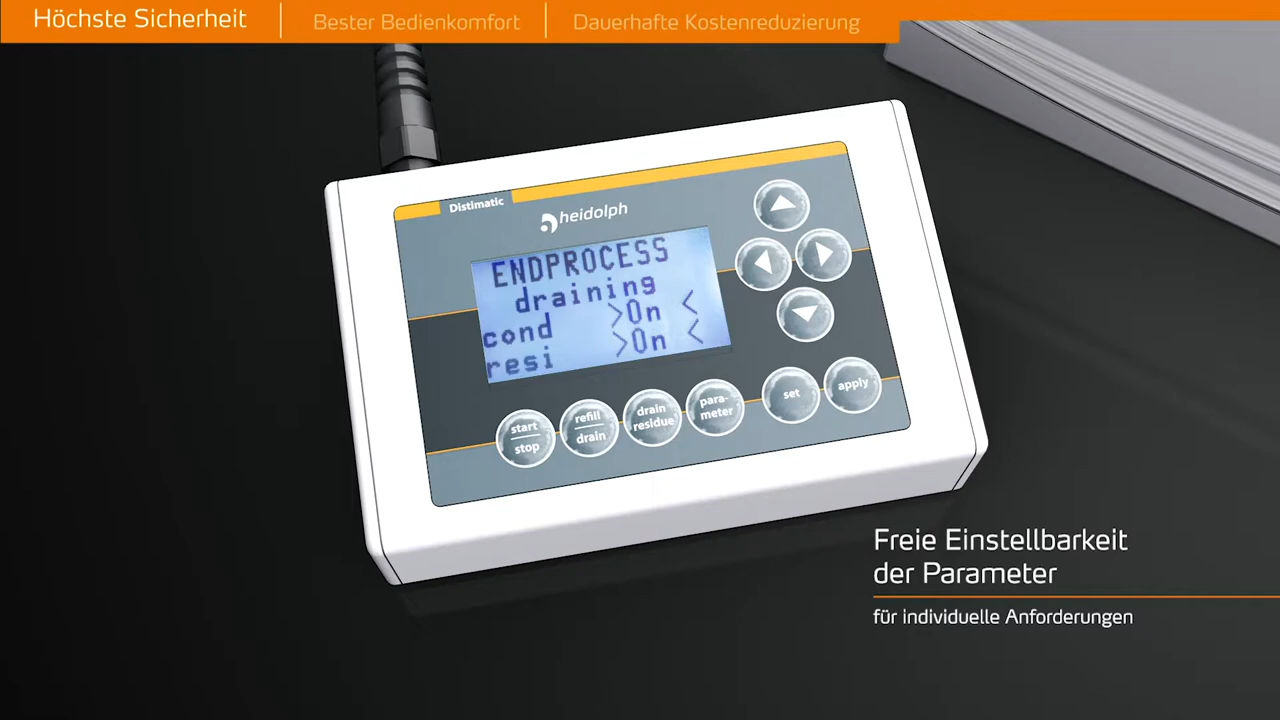 Höchste Sicherheit
Bester Bedienkomfort
Dauerhafte Kostenreduzierung
Distimatic
heidolph
ENDPROCESS
draining
cond >On <
resi >On <
start
stop
refill
drain
drain
residue
para-
meter
set
apply
Freie Einstellbarkeit
der Parameter
für individuelle Anforderungen